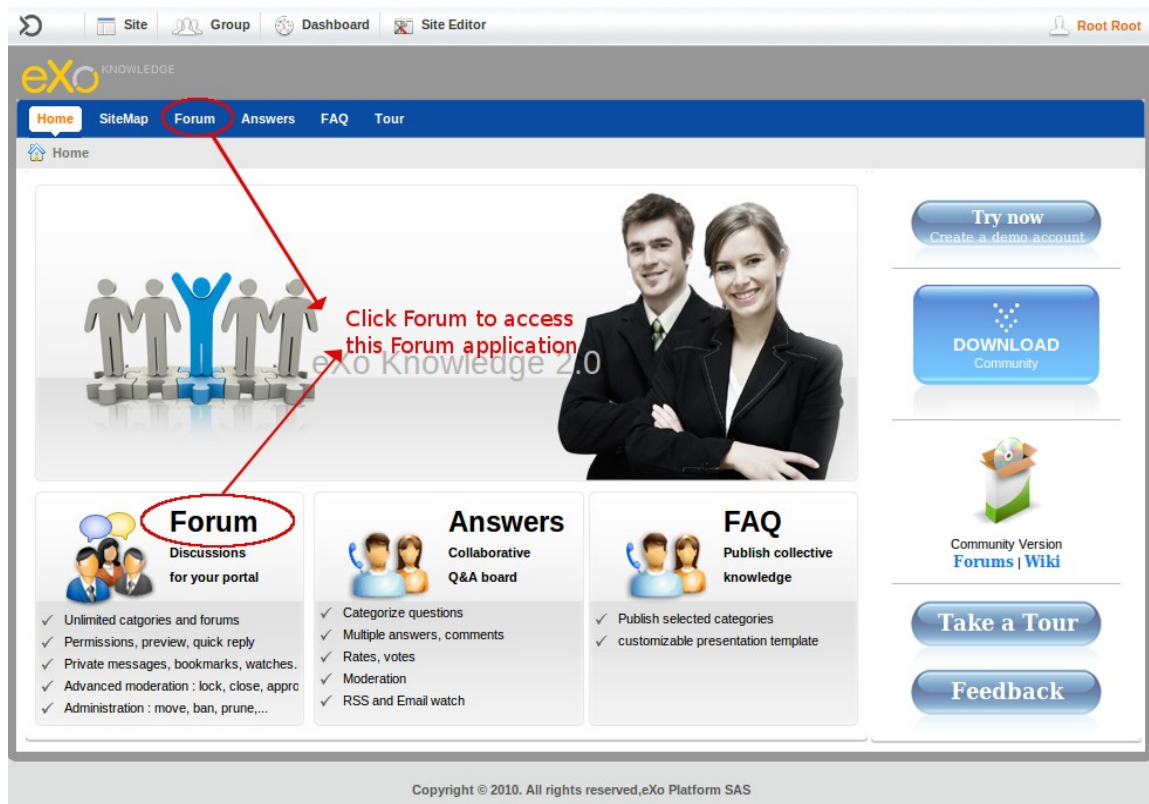 Site Group Dashboard Site Editor Root Root
eXo KNOWLEDGE
Home SiteMap Forum Answers FAQ Tour
Home
Click Forum to access
this Forum application
eXo Knowledge 2.0
Forum
Discussions
for your portal
Unlimited catgories and forums
Permissions, preview, quick reply
Private messages, bookmarks, watches.
Advanced moderation : lock, close, appro
Administration : move, ban, prune,...
Answers
Collaborative
Q&A board
Categorize questions
Multiple answers, comments
Rates, votes
Moderation
RSS and Email watch
FAQ
Publish collective
knowledge
Publish selected categories
customizable presentation template
Try now
Create a demo account
DOWNLOAD
Community
Community Version
Forums | Wiki
Take a Tour
Feedback
Copyright © 2010. All rights reserved,eXo Platform SAS